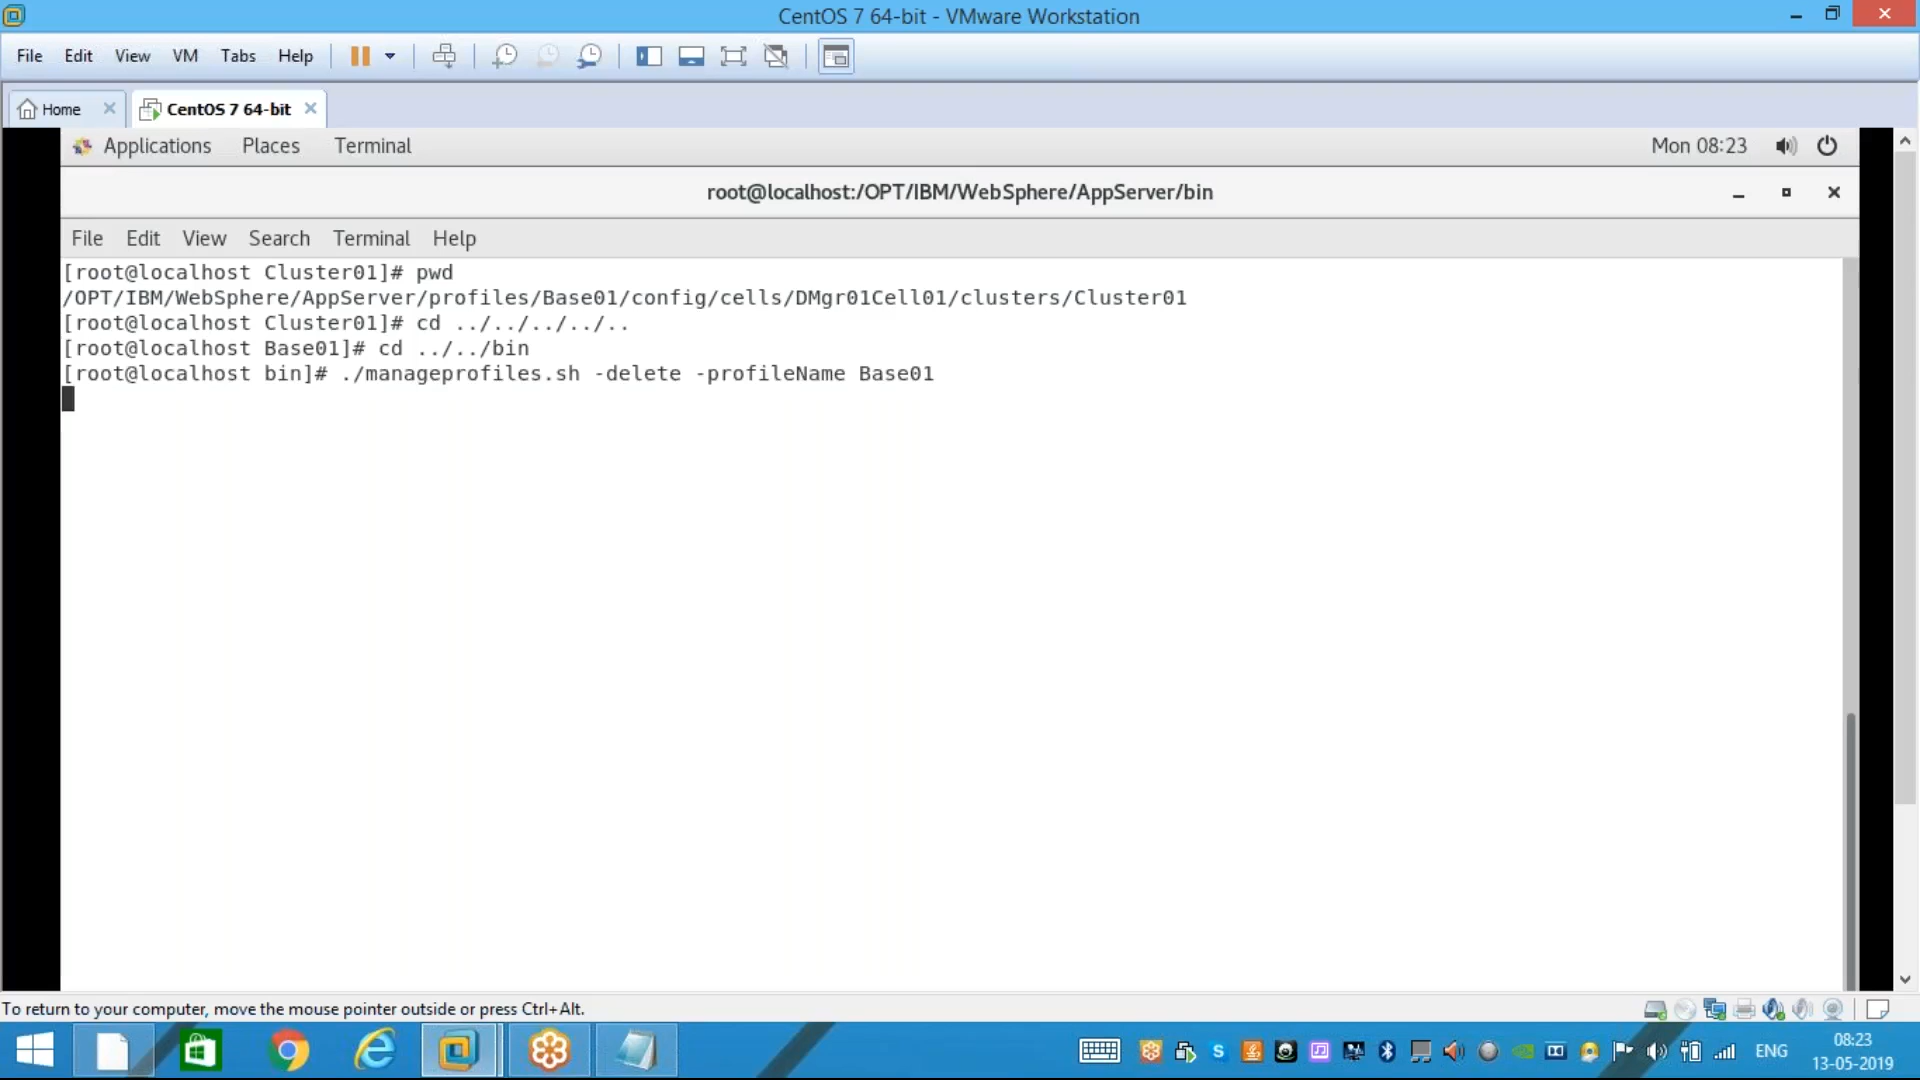 CentOS 7 64-bit - VMware Workstation
File Edit View VM Tabs Help
Home CentOS 7 64-bit
Applications Places Terminal Mon 08:23
root@localhost:/OPT/IBM/WebSphere/AppServer/bin
File Edit View Search Terminal Help
[root@localhost Cluster01]# pwd
/OPT/IBM/WebSphere/AppServer/profiles/Base01/config/cells/DMgr01Cell01/clusters/Cluster01
[root@localhost Cluster01]# cd ../../../../..
[root@localhost Base01]# cd ../../bin
[root@localhost bin]# ./manageprofiles.sh -delete -profileName Base01
To return to your computer, move the mouse pointer outside or press Ctrl+Alt.
ENG
08:23
13-05-2019